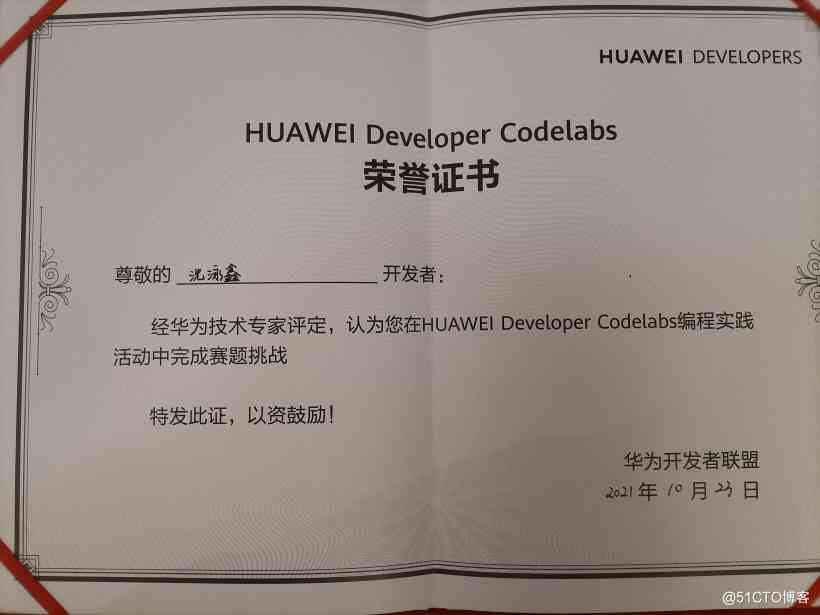 HUAWEI DEVELOPERS
HUAWEI Developer Codelabs
荣誉证书
尊敬的 沈泳鑫 开发者：
经华为技术专家评定，认为您在HUAWEI Developer Codelabs编程实践
活动中完成赛题挑战
特发此证，以资鼓励！
华为开发者联盟
2021年10月23日
@51CTO博客